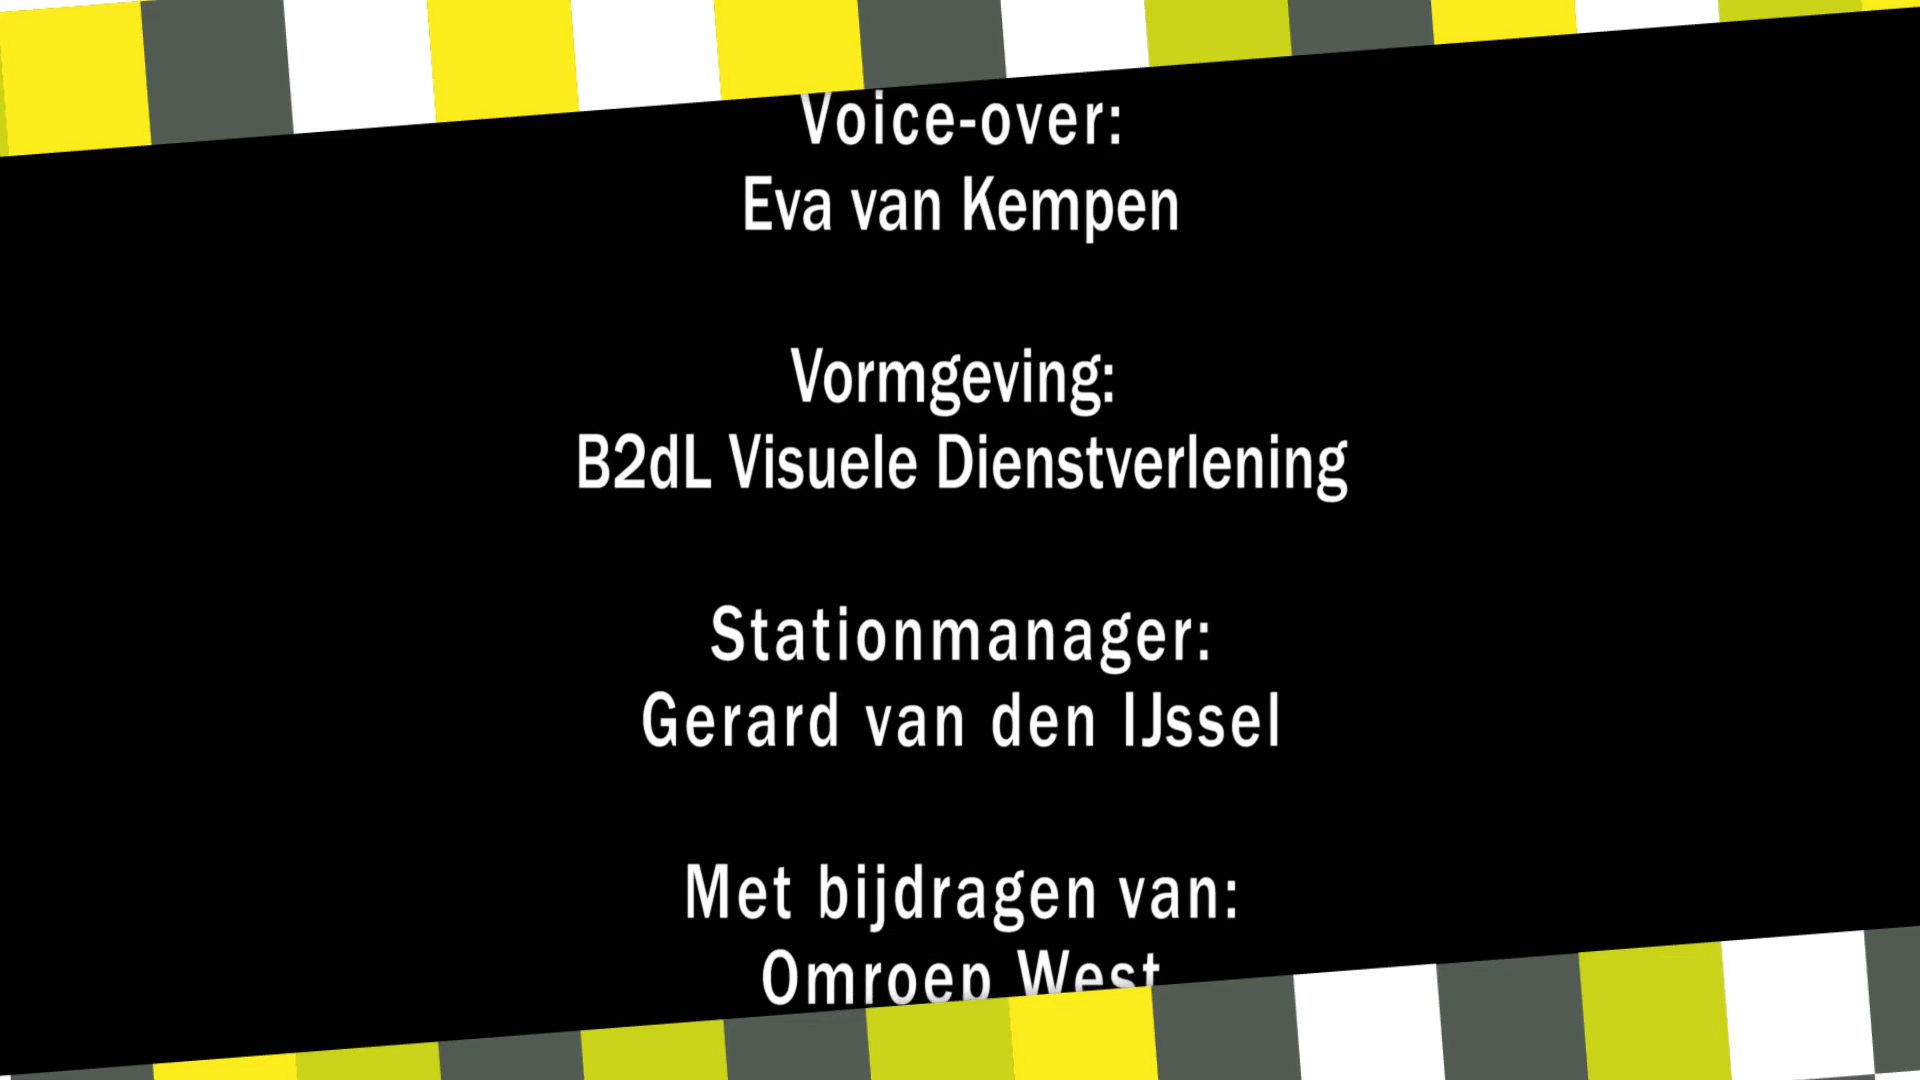 Voice-over:
Eva van Kempen
Vormgeving:
B2dL Visuele Dienstverlening
Stationmanager:
Gerard van den IJssel
Met bijdragen van:
Omroep West